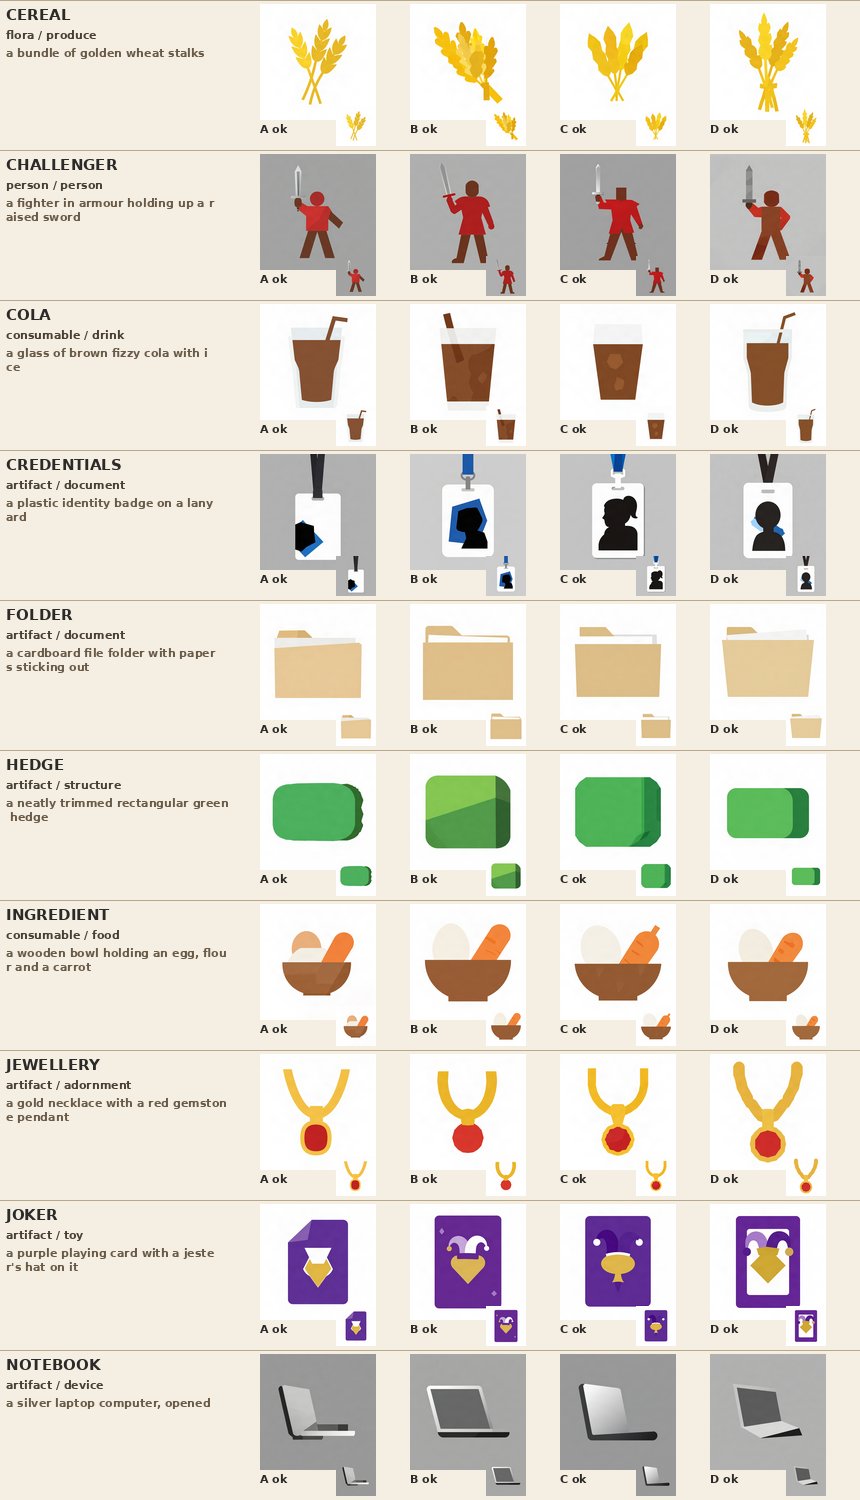 CEREAL
flora / produce
a bundle of golden wheat stalks
A ok
B ok
C ok
D ok
CHALLENGER
person / person
a fighter in armour holding up a r
aised sword
A ok
B ok
C ok
D ok
COLA
consumable / drink
a glass of brown fizzy cola with i
ce
A ok
B ok
C ok
D ok
CREDENTIALS
artifact / document
a plastic identity badge on a lany
ard
A ok
B ok
C ok
D ok
FOLDER
artifact / document
a cardboard file folder with paper
s sticking out
A ok
B ok
C ok
D ok
HEDGE
artifact / structure
a neatly trimmed rectangular green
hedge
A ok
B ok
C ok
D ok
INGREDIENT
consumable / food
a wooden bowl holding an egg, flou
r and a carrot
A ok
B ok
C ok
D ok
JEWELLERY
artifact / adornment
a gold necklace with a red gemston
e pendant
A ok
B ok
C ok
D ok
JOKER
artifact / toy
a purple playing card with a jeste
r's hat on it
A ok
B ok
C ok
D ok
NOTEBOOK
artifact / device
a silver laptop computer, opened
A ok
B ok
C ok
D ok